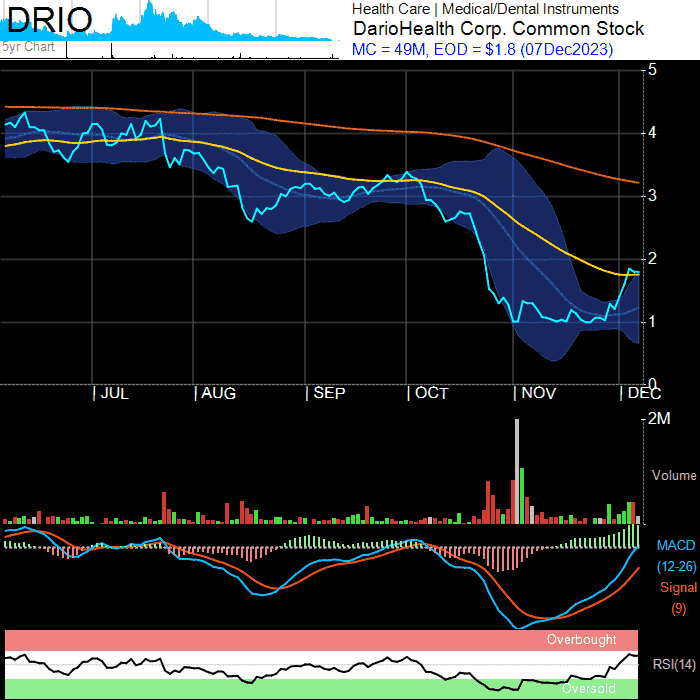 DRIO
5yr Chart
Health Care | Medical/Dental Instruments
DarioHealth Corp. Common Stock
MC = 49M, EOD = $1.8 (07Dec2023)
5
4
3
2
1
0
| JUL
| AUG
| SEP
| OCT
| NOV
| DEC
2M
Volume
MACD
(12-26)
Signal
(9)
Overbought
RSI(14)
Oversold